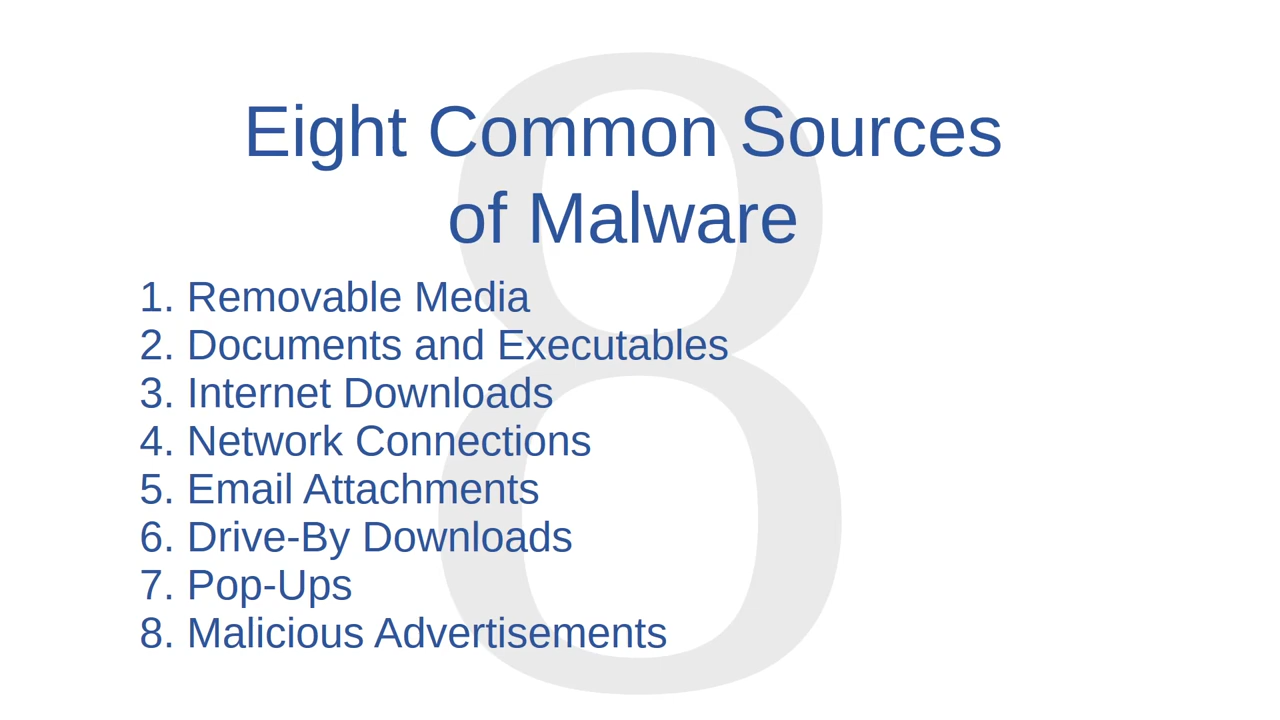 8
Eight Common Sources
of Malware
1. Removable Media
2. Documents and Executables
3. Internet Downloads
4. Network Connections
5. Email Attachments
6. Drive-By Downloads
7. Pop-Ups
8. Malicious Advertisements